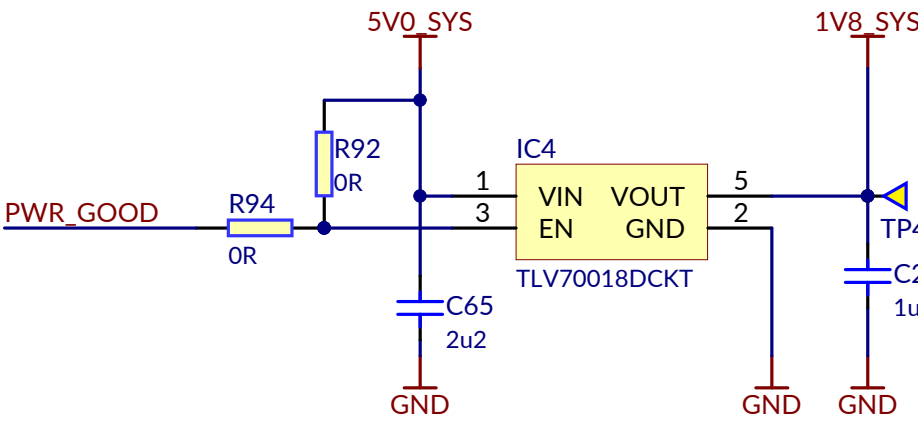 5V0_SYS
1V8_SYS
R92
0R
IC4
PWR_GOOD
R94
0R
1
3
VIN
VOUT
EN
GND
5
2
TLV70018DCKT
TP4
C65
2u2
C2
1u
GND
GND
GND